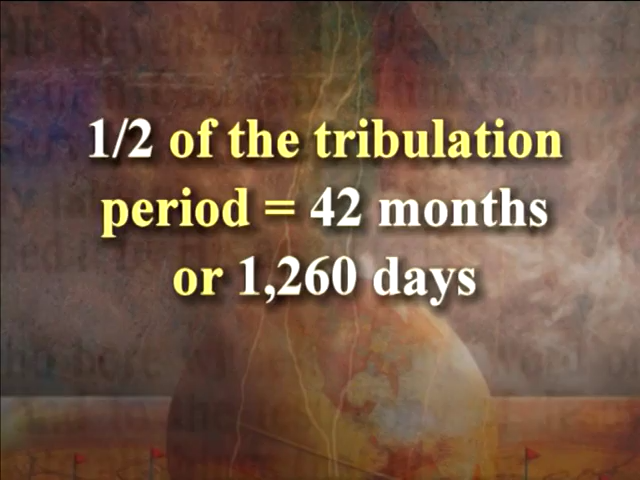 1/2 of the tribulation
period = 42 months
or 1,260 days